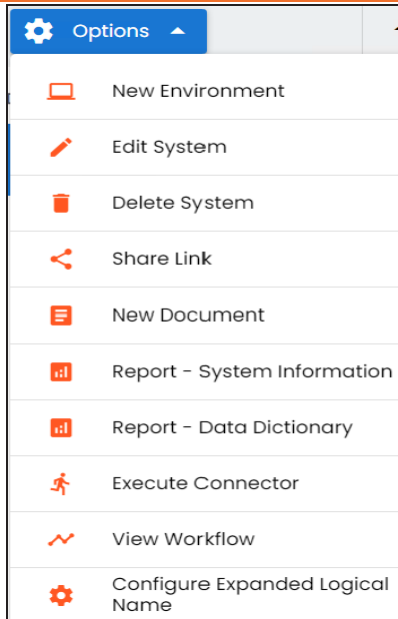 Options
New Environment
Edit System
Delete System
Share Link
New Document
Report - System Information
Report - Data Dictionary
Execute Connector
View Workflow
Configure Expanded Logical
Name